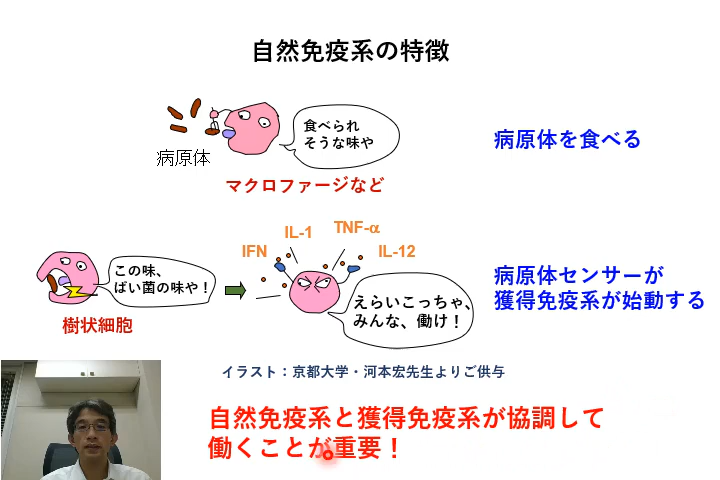 自然免疫系の特徴
食べられ
そうな味や
病原体
マクロファージなど
病原体を食べる
IFN
IL-1
TNF-α
IL-12
この味、
ばい菌の味や！
樹状細胞
えらいこっちゃ、
みんな、働け！
病原体センサーが
獲得免疫系が始動する
イラスト：京都大学・河本宏先生よりご供与
自然免疫系と獲得免疫系が協調して
働くことが重要！